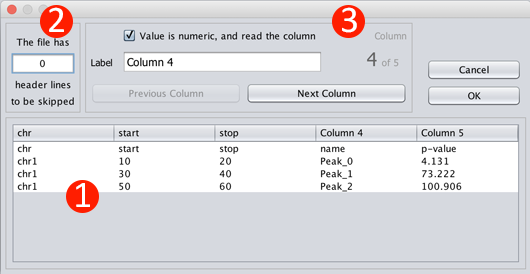 2
The file has
0
header lines
to be skipped
3
Value is numeric, and read the column
Column
Label Column 4
4 of 5
Previous Column Next Column
Cancel
OK
chr start stop Column 4 Column 5
chr start stop name p-value
chr1 10 20 Peak_0 4.131
chr1 30 40 Peak_1 73.222
chr1 50 60 Peak_2 100.906
1